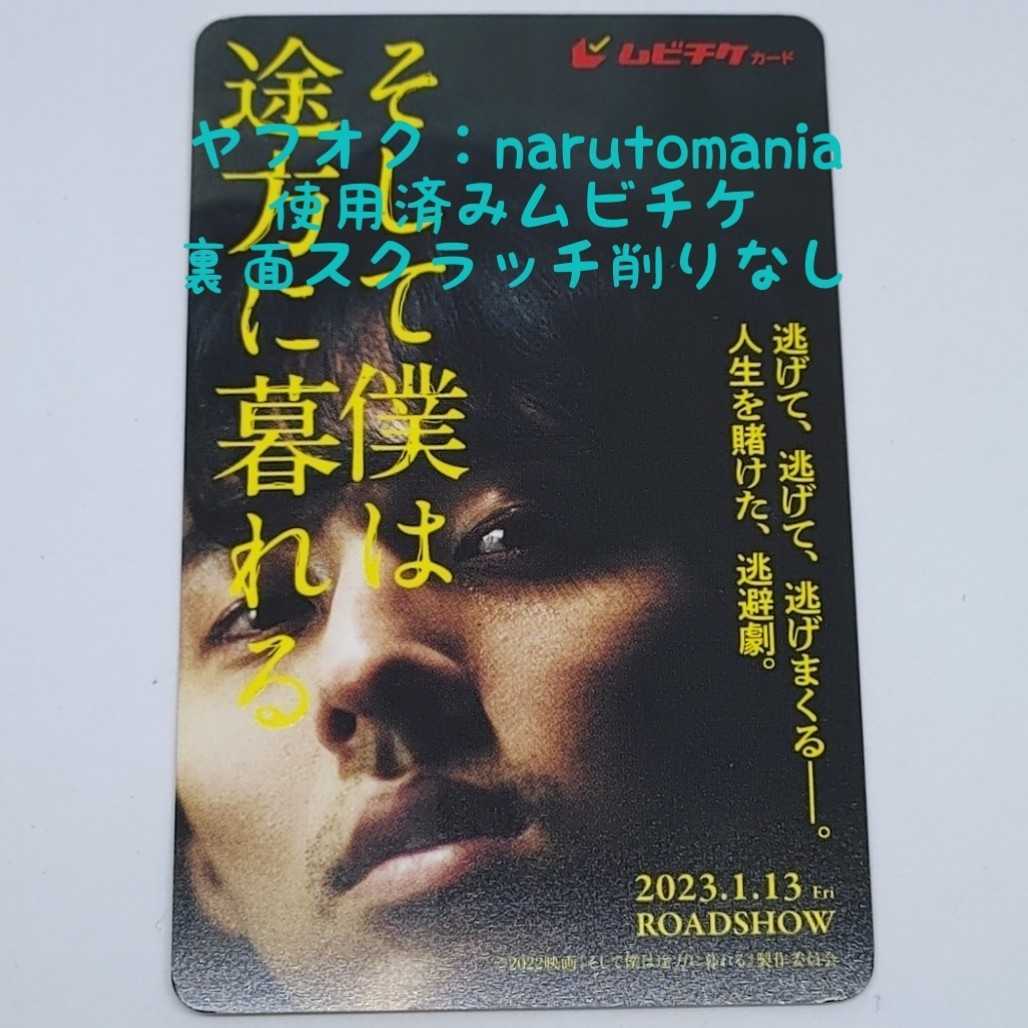 ムビチケカード
そして僕は
途方に暮れる
ヤフオク：narutomania
使用済みムビチケ
裏面スクラッチ削りなし
逃げて、逃げて、逃げまくる──。
人生を賭けた、逃避劇。
2023.1.13 Fri
ROADSHOW
©2022映画『そして僕は途方に暮れる』製作委員会